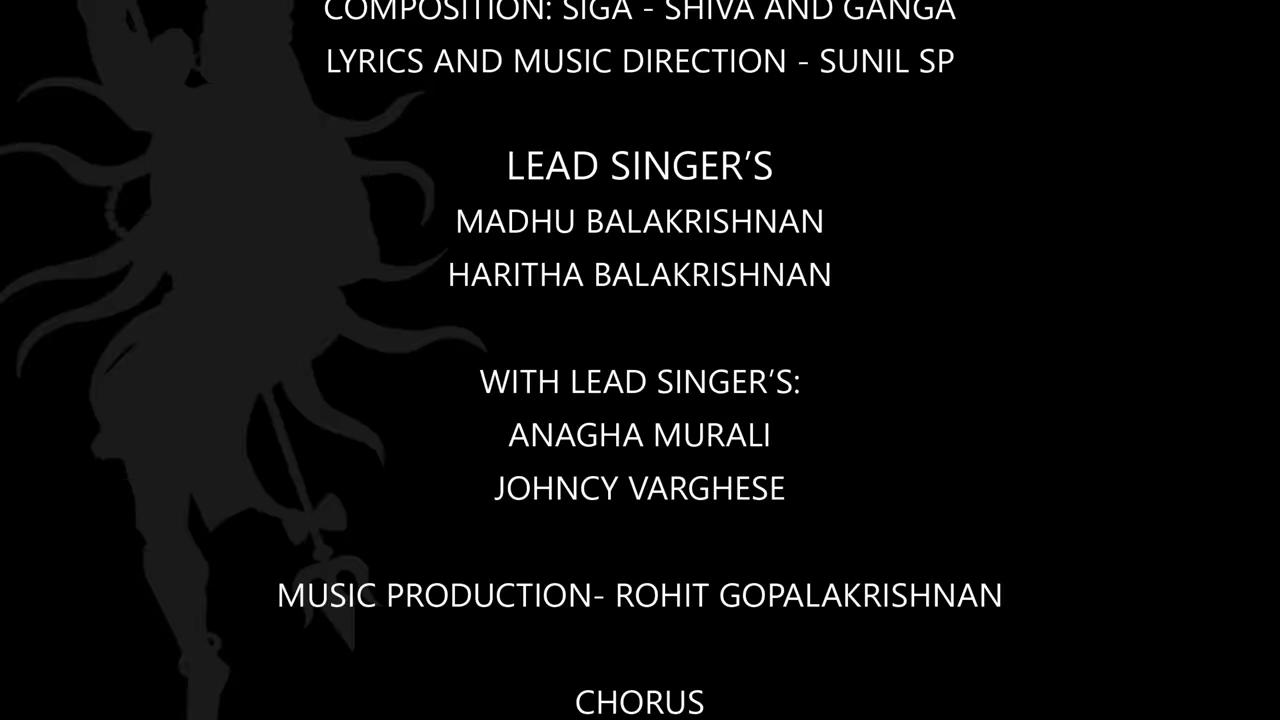 COMPOSITION: SIGA - SHIVA AND GANGA
LYRICS AND MUSIC DIRECTION - SUNIL SP
LEAD SINGER’S
MADHU BALAKRISHNAN
HARITHA BALAKRISHNAN
WITH LEAD SINGER’S:
ANAGHA MURALI
JOHNCY VARGHESE
MUSIC PRODUCTION- ROHIT GOPALAKRISHNAN
CHORUS